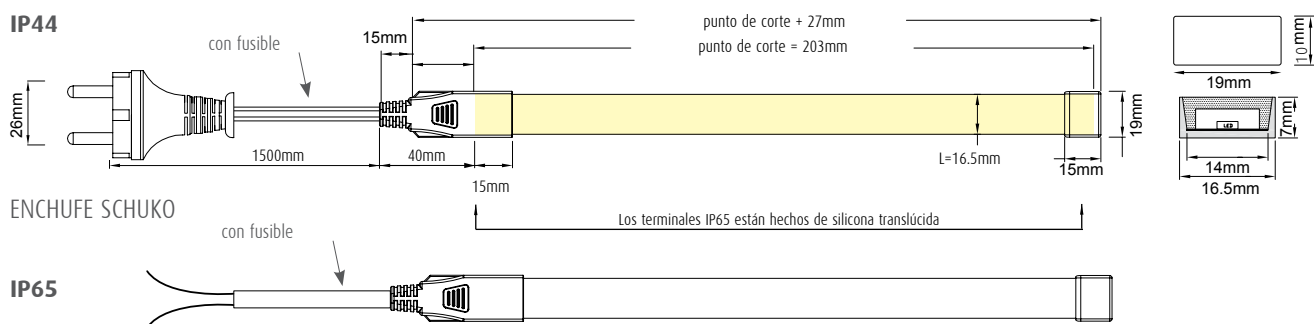 IP44
punto de corte + 27mm
con fusible
15mm
punto de corte = 203mm
26mm
19mm
10mm
19mm
LED
7mm
1500mm
40mm
15mm
L=16.5mm
15mm
14mm
16.5mm
ENCHUFE SCHUKO
Los terminales IP65 están hechos de silicona translúcida
con fusible
IP65